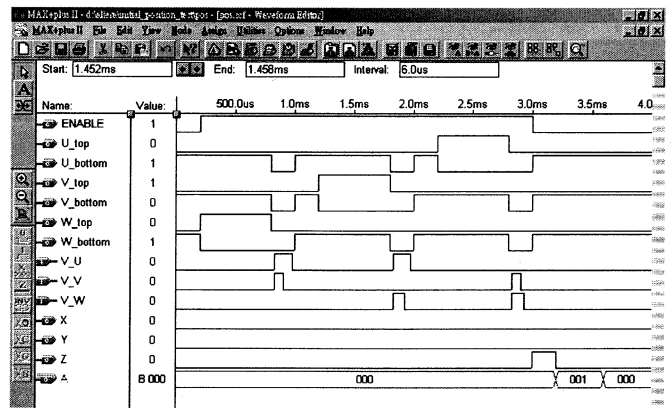 MAX+plus II - d:\aliera\initial_position_test\pos - [pos.scf - Waveform Editor]
MAX+plus II File Edit View Node Assign Utilities Options Window Help
Start: 1.452ms End: 1.458ms Interval: 6.0us
Name: Value: 500.0us 1.0ms 1.5ms 2.0ms 2.5ms 3.0ms 3.5ms 4.0
ENABLE 1
U_top 0
U_bottom 1
V_top 1
V_bottom 0
W_top 0
W_bottom 1
V_U 0
V_V 0
V_W 0
X 0
Y 0
Z 0
A B 000 000 001 000